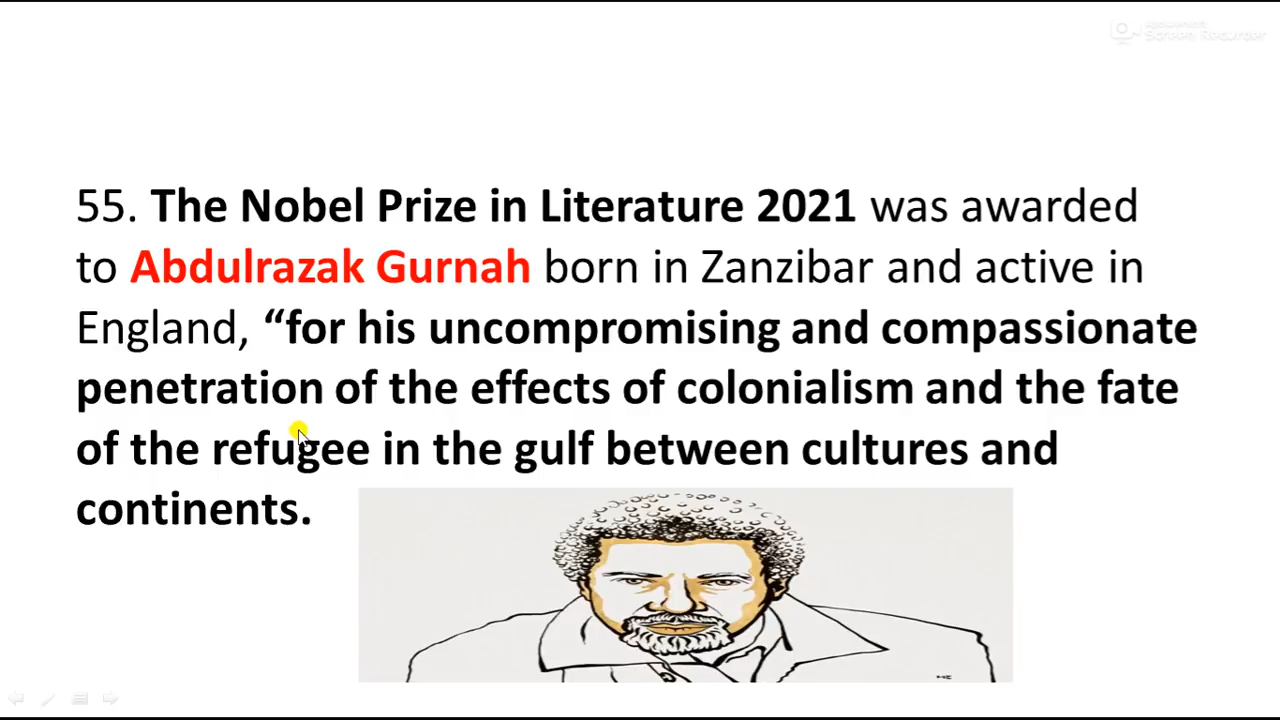 Screen Recorder
55. The Nobel Prize in Literature 2021 was awarded
to Abdulrazak Gurnah born in Zanzibar and active in
England, “for his uncompromising and compassionate
penetration of the effects of colonialism and the fate
of the refugee in the gulf between cultures and
continents.